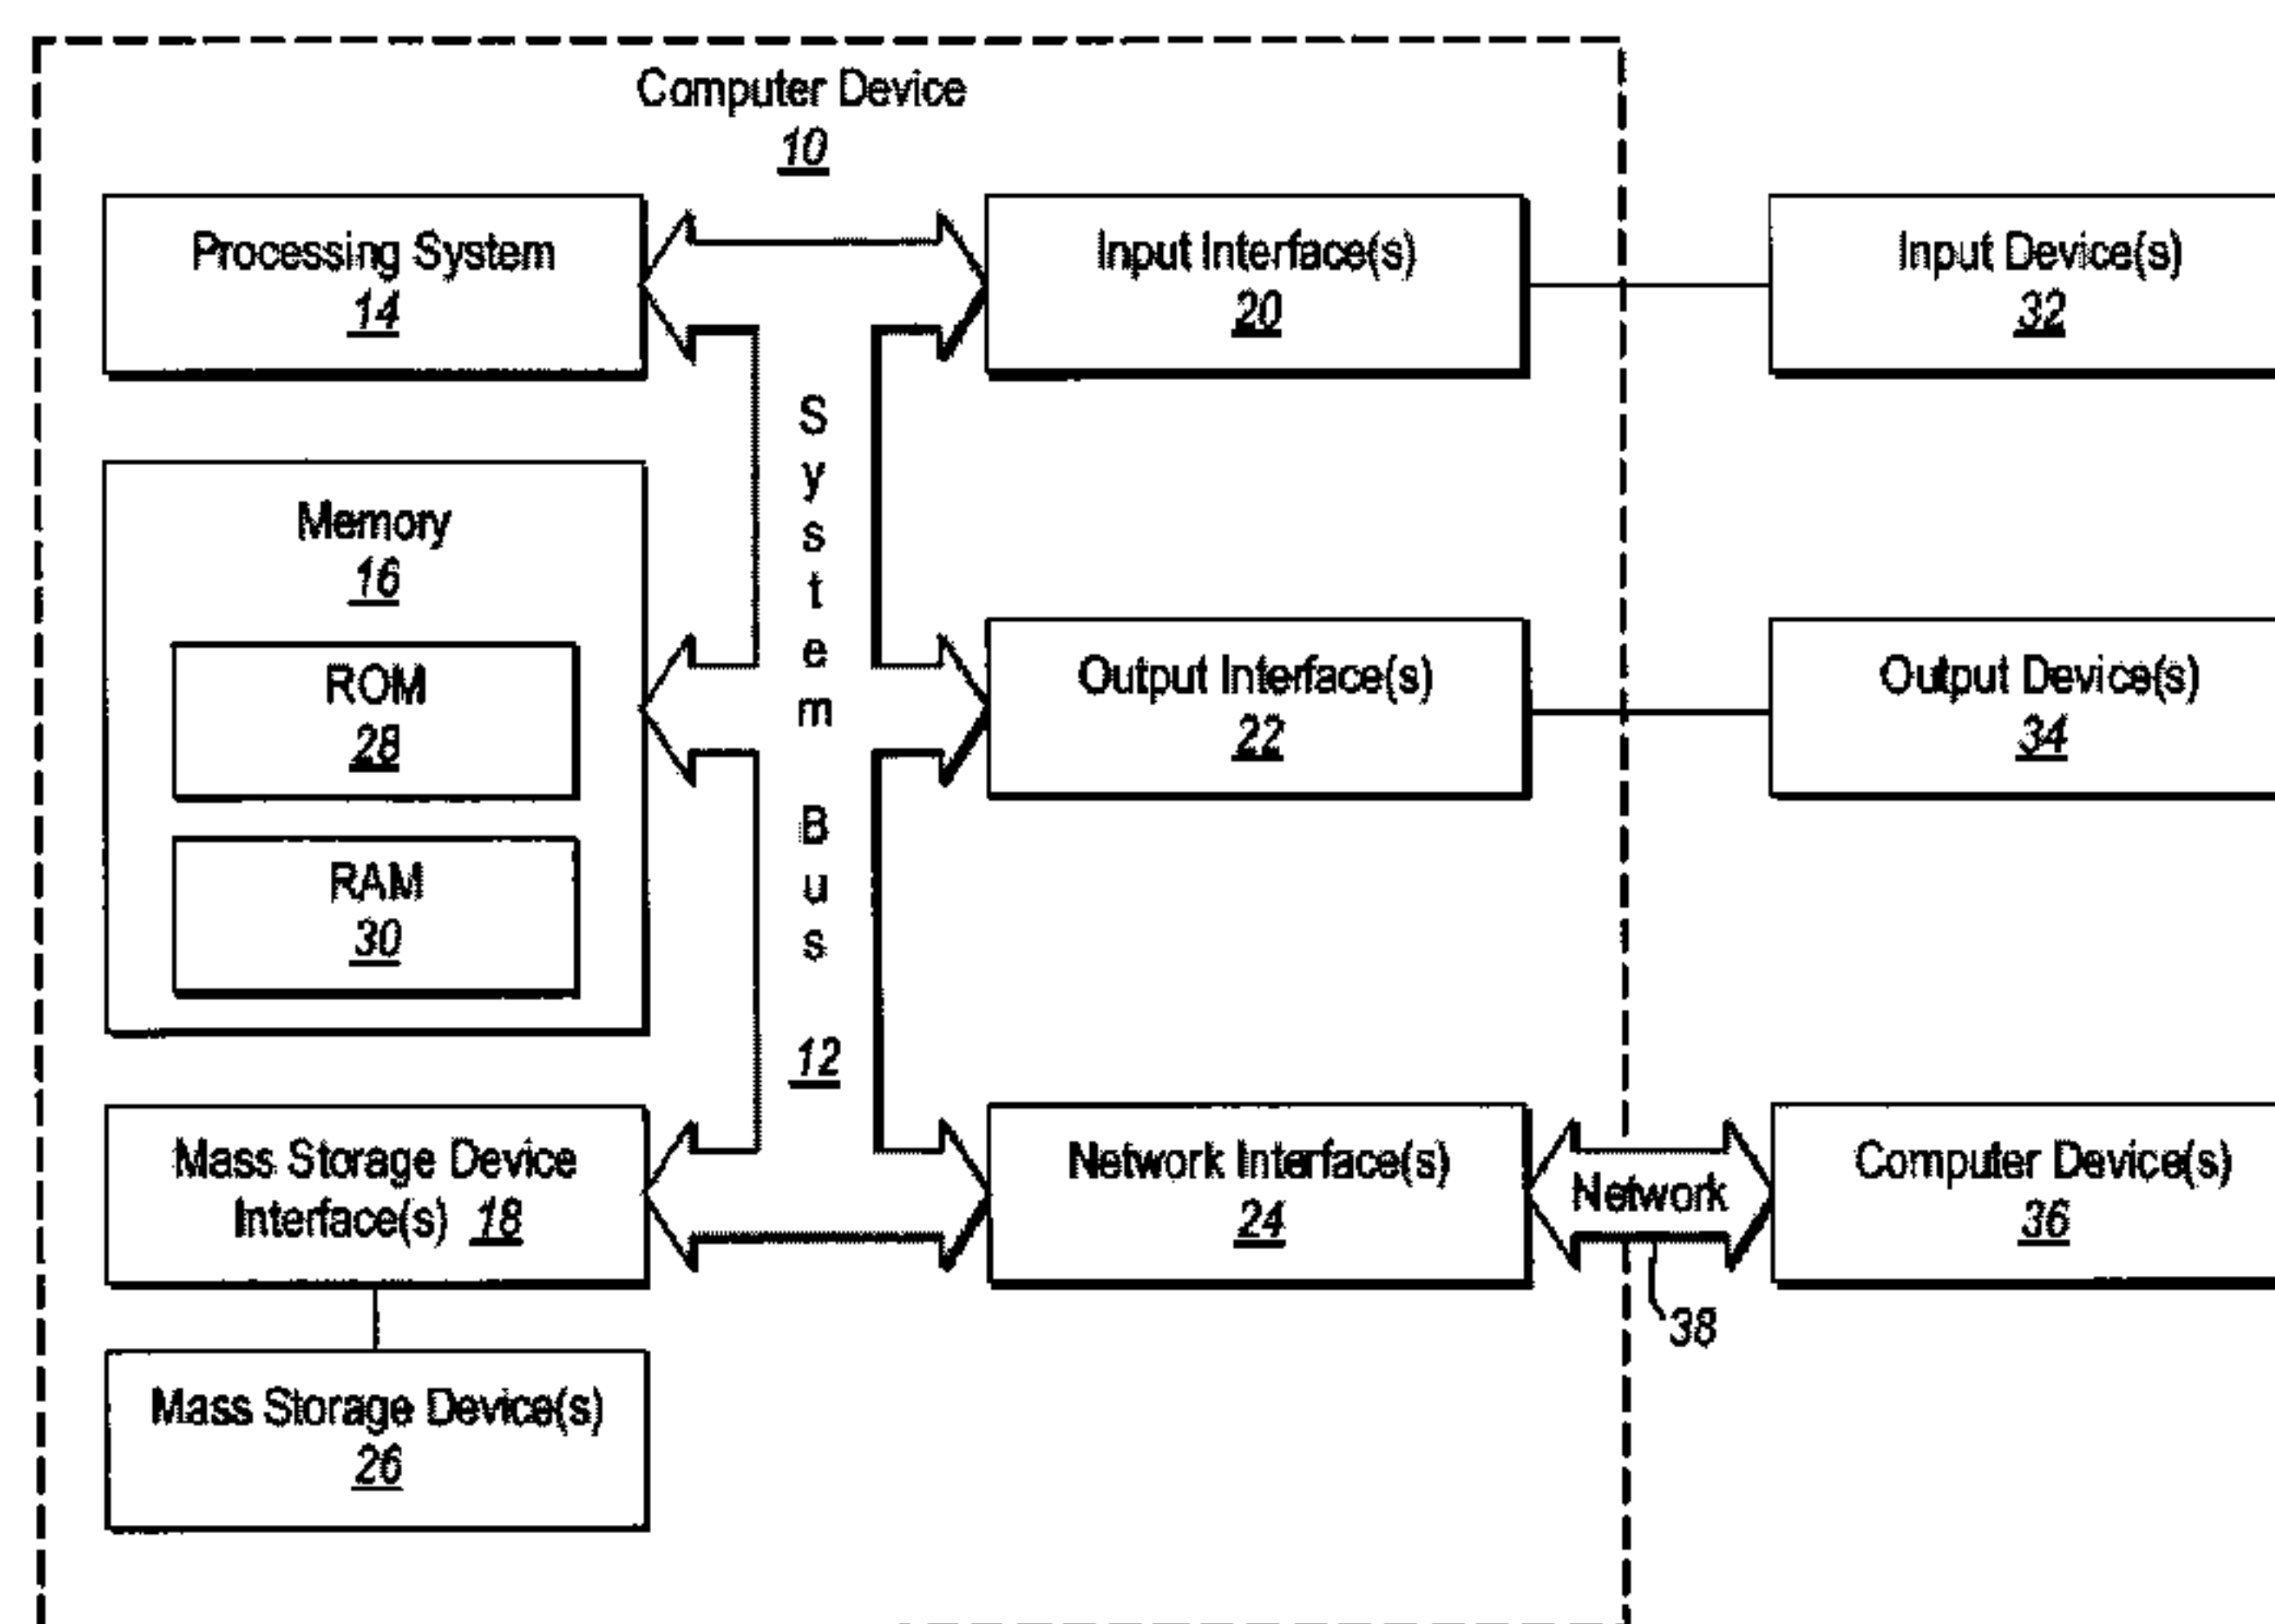 Computer Device
10
Processing System
14
Input Interface(s)
20
Input Device(s)
32
System Bus 12
Memory
16
ROM
28
RAM
30
Output Interface(s)
22
Output Device(s)
34
Mass Storage Device
Interface(s) 18
Network Interface(s)
24
Network
38
Computer Device(s)
36
Mass Storage Device(s)
26